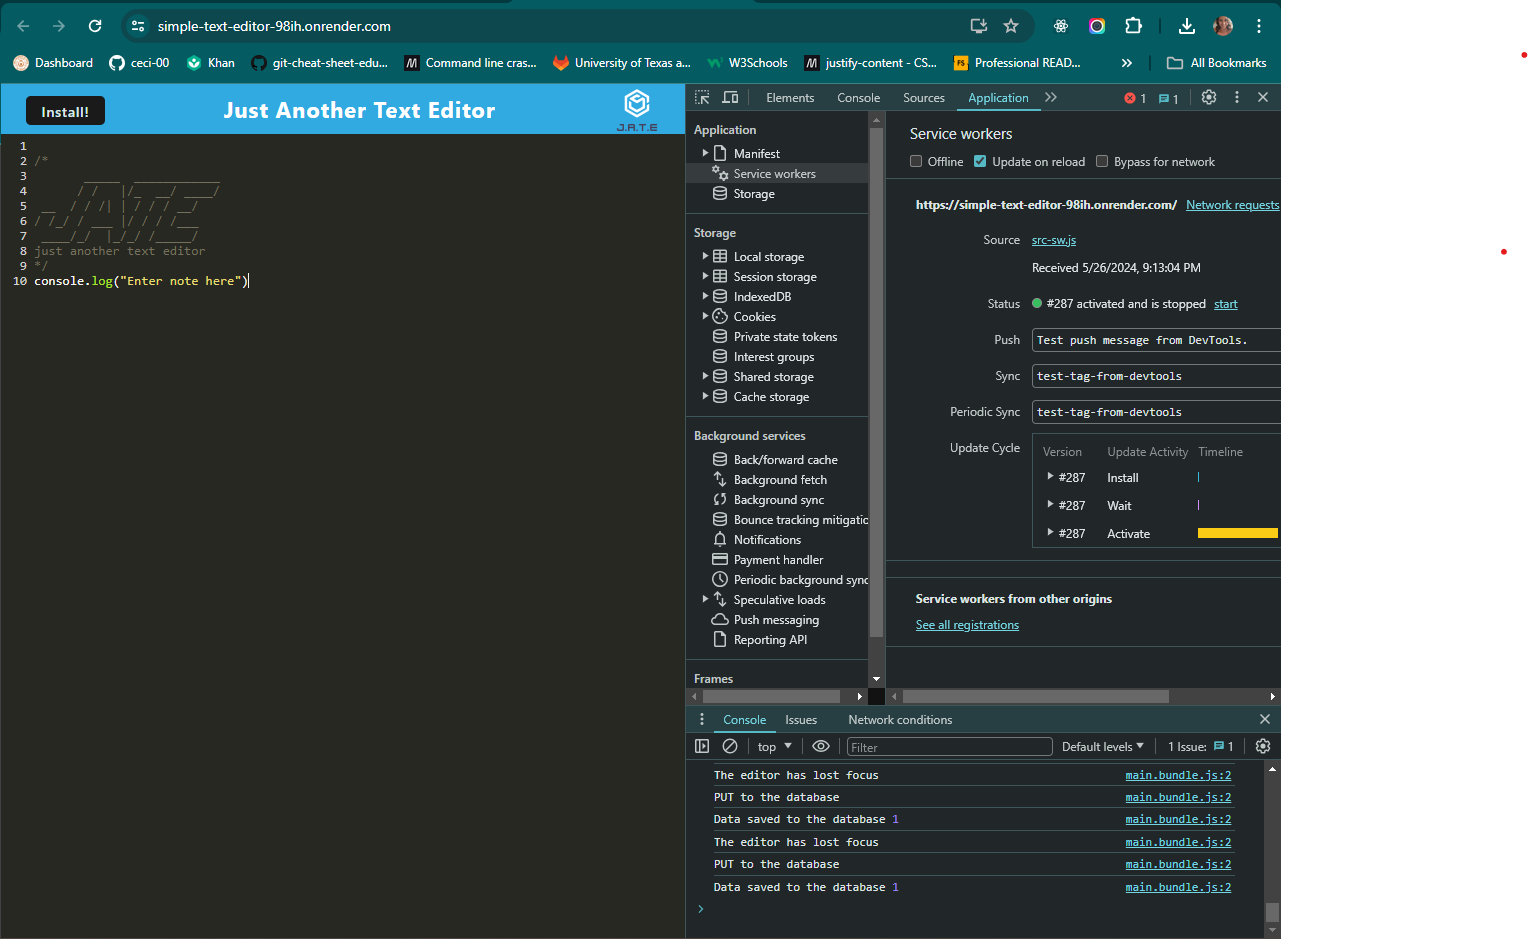 simple-text-editor-98ih.onrender.com
Dashboard
ceci-00
Khan
git-cheat-sheet-edu...
Command line cras...
University of Texas a...
W3Schools
justify-content - CS...
Professional READ...
All Bookmarks
Install!
Just Another Text Editor
J.A.T.E
1
2 /*
3
4
5
6
7
8 just another text editor
9 */
10 console.log("Enter note here")
Elements
Console
Sources
Application
1
1
Application
Manifest
Service workers
Storage
Storage
Local storage
Session storage
IndexedDB
Cookies
Private state tokens
Interest groups
Shared storage
Cache storage
Background services
Back/forward cache
Background fetch
Background sync
Bounce tracking mitigatio
Notifications
Payment handler
Periodic background sync
Speculative loads
Push messaging
Reporting API
Frames
Service workers
Offline
Update on reload
Bypass for network
https://simple-text-editor-98ih.onrender.com/ Network requests
Source src-sw.js
Received 5/26/2024, 9:13:04 PM
Status #287 activated and is stopped start
Push Test push message from DevTools.
Sync test-tag-from-devtools
Periodic Sync test-tag-from-devtools
Update Cycle
Version Update Activity Timeline
#287 Install
#287 Wait
#287 Activate
Service workers from other origins
See all registrations
Console
Issues
Network conditions
top
Filter
Default levels
1 Issue: 1
The editor has lost focus main.bundle.js:2
PUT to the database main.bundle.js:2
Data saved to the database 1 main.bundle.js:2
The editor has lost focus main.bundle.js:2
PUT to the database main.bundle.js:2
Data saved to the database 1 main.bundle.js:2